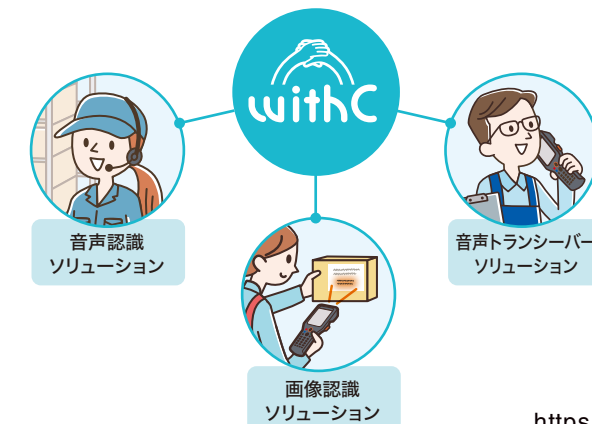 withC
音声認識
ソリューション
音声トランシーバー
ソリューション
画像認識
ソリューション
https